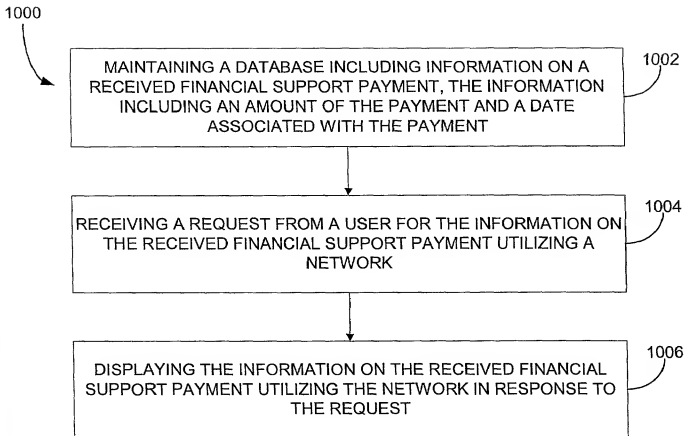 1000
MAINTAINING A DATABASE INCLUDING INFORMATION ON A
RECEIVED FINANCIAL SUPPORT PAYMENT, THE INFORMATION
INCLUDING AN AMOUNT OF THE PAYMENT AND A DATE
ASSOCIATED WITH THE PAYMENT
1002
RECEIVING A REQUEST FROM A USER FOR THE INFORMATION ON
THE RECEIVED FINANCIAL SUPPORT PAYMENT UTILIZING A
NETWORK
1004
DISPLAYING THE INFORMATION ON THE RECEIVED FINANCIAL
SUPPORT PAYMENT UTILIZING THE NETWORK IN RESPONSE TO
THE REQUEST
1006